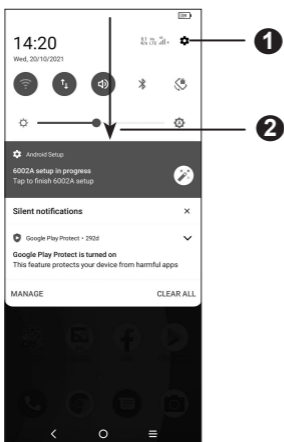 14:20
Wed, 20/10/2021
1
2
Android Setup
6002A setup in progress
Tap to finish 6002A setup
Silent notifications
Google Play Protect • 292d
Google Play Protect is turned on
This feature protects your device from harmful apps
MANAGE
CLEAR ALL